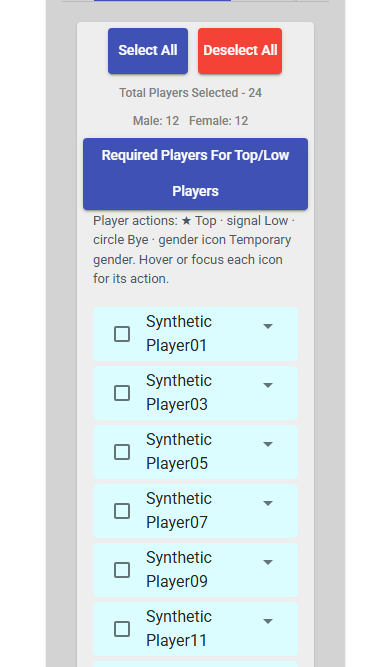 Select All
Deselect All
Total Players Selected - 24
Male: 12 Female: 12
Required Players For Top/Low
Players
Player actions: ★ Top · signal Low ·
circle Bye · gender icon Temporary
gender. Hover or focus each icon
for its action.
Synthetic
Player01
Synthetic
Player03
Synthetic
Player05
Synthetic
Player07
Synthetic
Player09
Synthetic
Player11